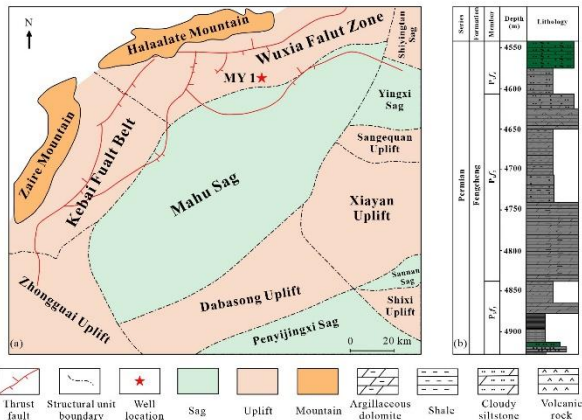 N
Halaalate Mountain
Wuxia Falut Zone
Shiyingtan
Sag
MY 1
Yingxi
Sag
Zaire Mountain
Kebai Fualt Belt
Sangequan
Uplift
Mahu Sag
Xiayan
Uplift
Sannan
Sag
Zhongguai Uplift
Dabasong Uplift
Shixi
Uplift
Penyijingxi Sag
(a)
0 20 km
Series
Formation
Member
Depth (m)
Lithology
Permian
Fengcheng
P₁f₃
P₁f₂
P₁f₁
4550
4600
4650
4700
4750
4800
4850
4900
(b)
Thrust
fault
Structural unit
boundary
Well
location
Sag
Uplift
Mountain
Argillaceous
dolomite
Shale
Cloudy
siltstone
Volcanic
rock